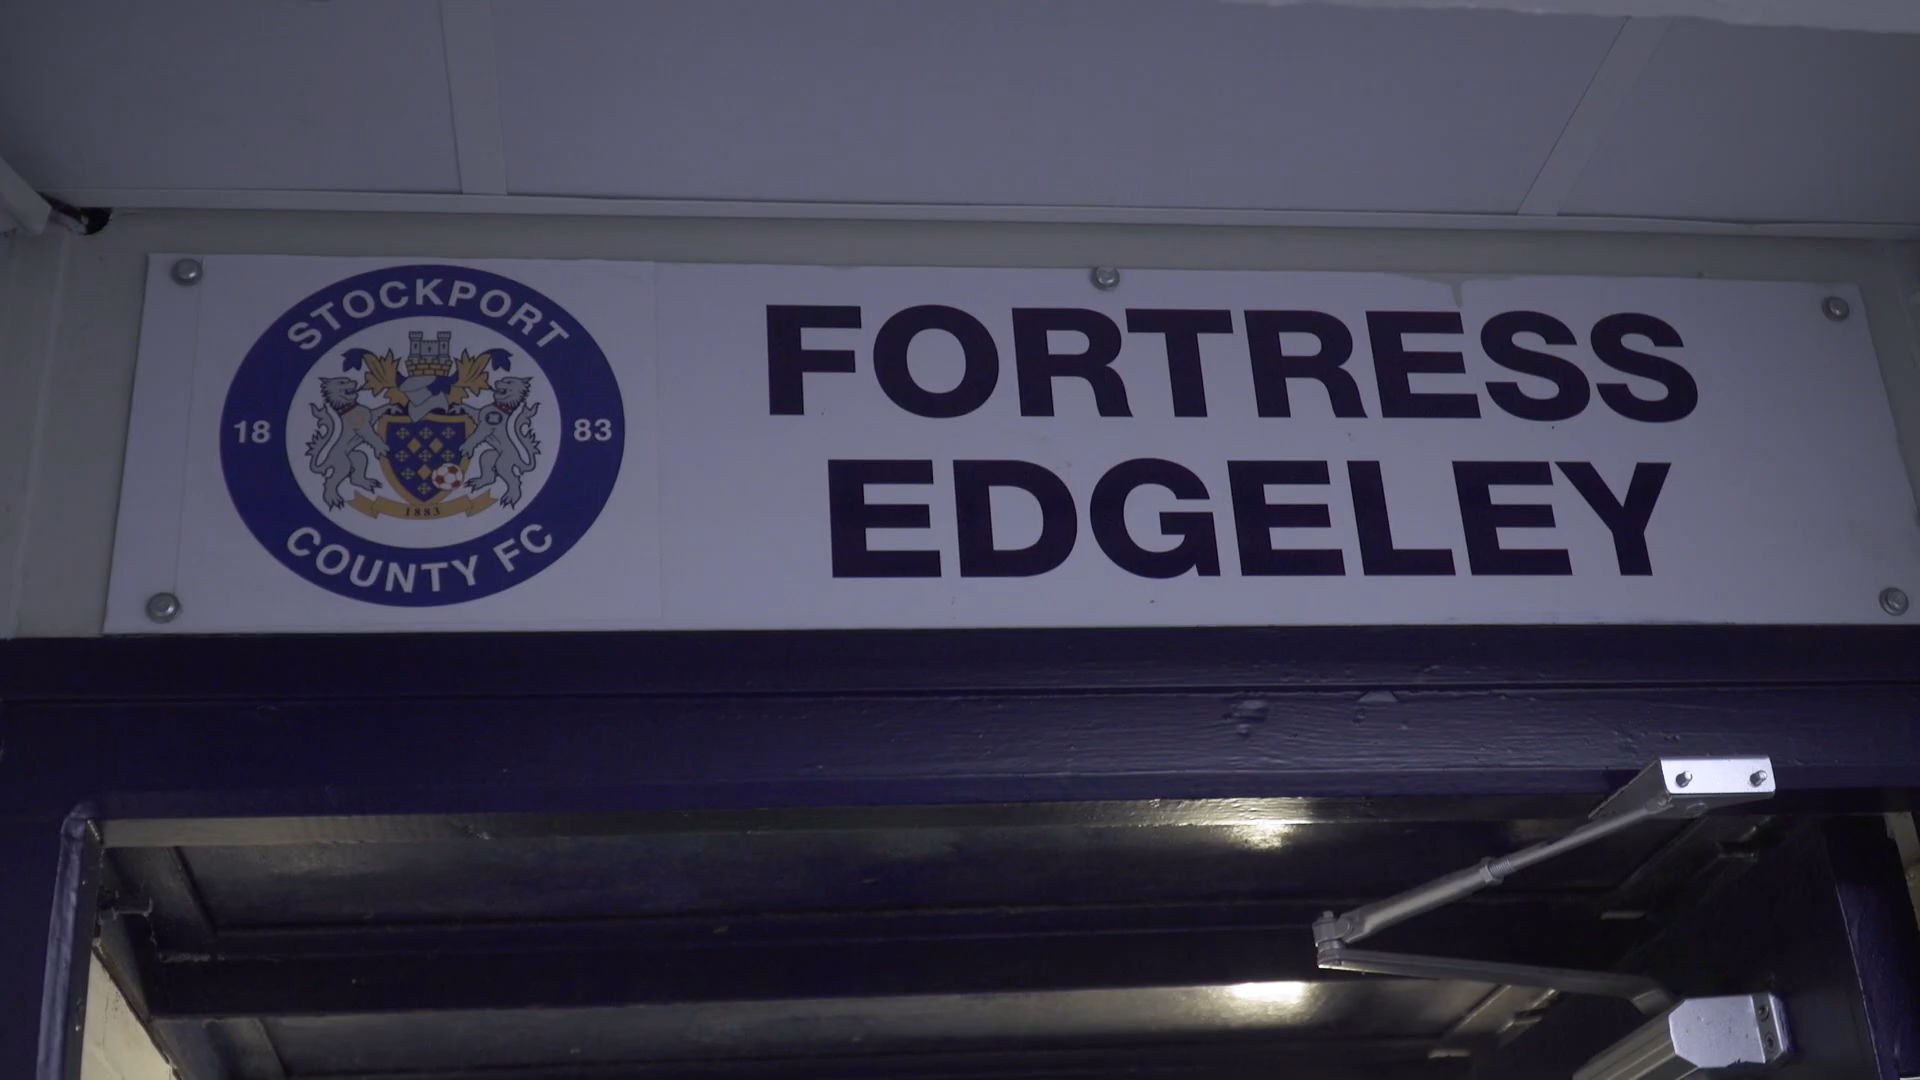 STOCKPORT
18 83
1883
COUNTY FC
FORTRESS
EDGELEY